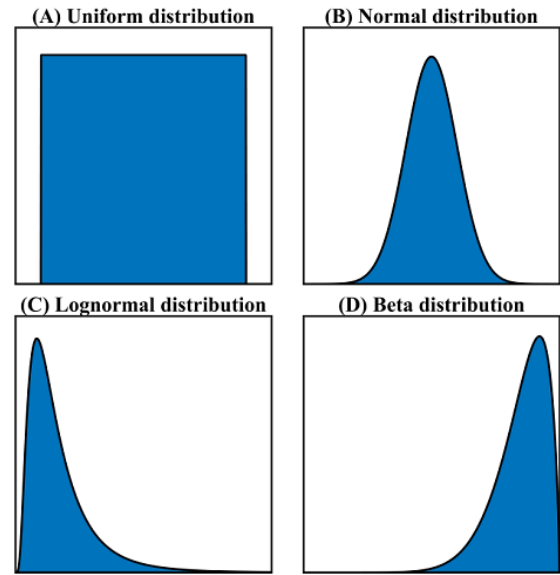 (A) Uniform distribution
(B) Normal distribution
(C) Lognormal distribution
(D) Beta distribution